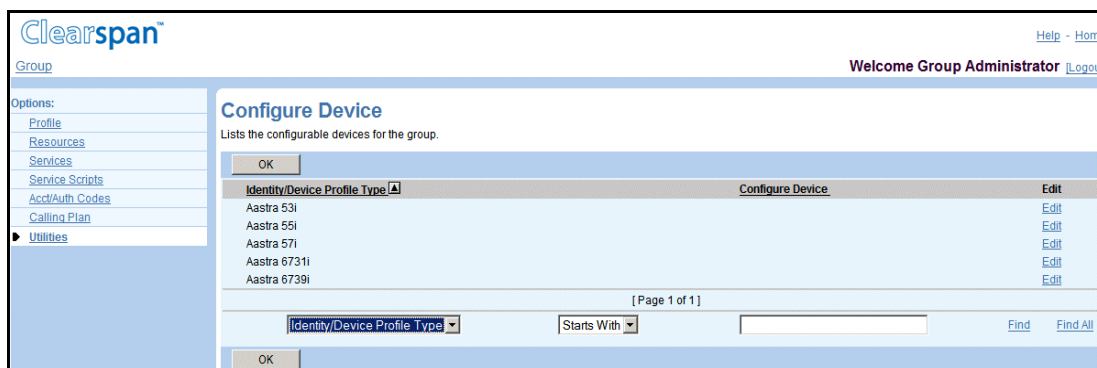 Clearspan™
Help - Hom
Group
Welcome Group Administrator [Logou
Options:
Profile
Resources
Services
Service Scripts
Acct/Auth Codes
Calling Plan
Utilities
Configure Device
Lists the configurable devices for the group.
OK
Identity/Device Profile Type Configure Device Edit
Aastra 53i Edit
Aastra 55i Edit
Aastra 57i Edit
Aastra 6731i Edit
Aastra 6739i Edit
[ Page 1 of 1 ]
Identity/Device Profile Type Starts With Find Find All
OK